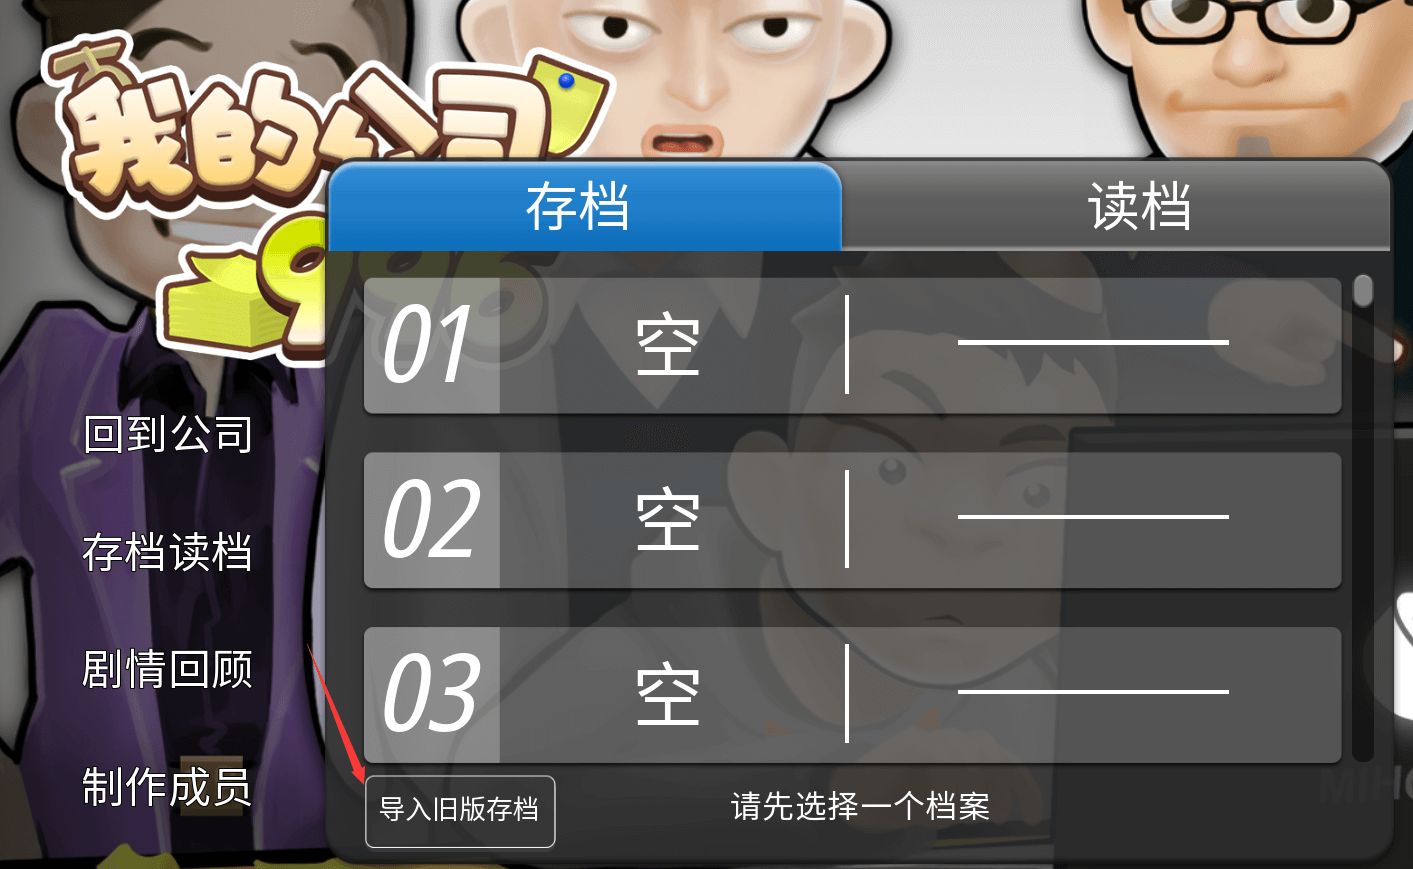 我的公司
996
存档
读档
01 空
02 空
03 空
回到公司
存档读档
剧情回顾
制作成员
导入旧版存档
请先选择一个档案